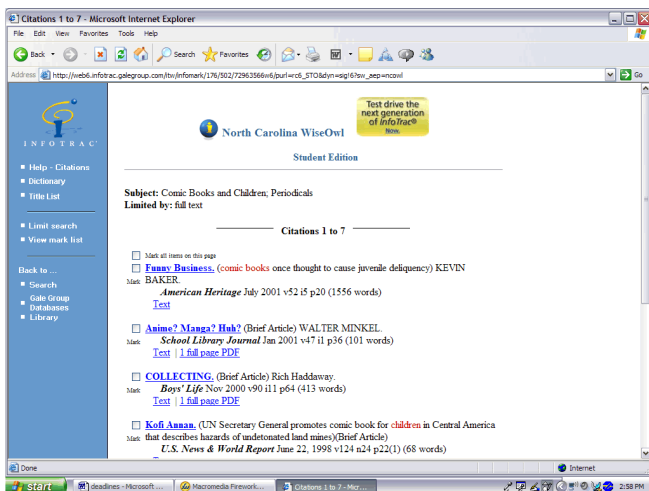 Citations 1 to 7 - Microsoft Internet Explorer
File Edit View Favorites Tools Help
Back Search Favorites
Address http://web6.infotrac.galegroup.com/itw/infomark/176/502/72963566w6/purl=rc6_STO&dyn=sig!6?sw_aep=ncowl Go
INFOTRAC
Help - Citations
Dictionary
Title List
Limit search
View mark list
Back to ...
Search
Gale Group
Databases
Library
North Carolina WiseOwl
Test drive the
next generation
of InfoTrac®
Now.
Student Edition
Subject: Comic Books and Children; Periodicals
Limited by: full text
Citations 1 to 7
Mark all items on this page
Funny Business. (comic books once thought to cause juvenile deliquency) KEVIN
Mark BAKER.
American Heritage July 2001 v52 i5 p20 (1556 words)
Text
Anime? Manga? Huh? (Brief Article) WALTER MINKEL.
Mark School Library Journal Jan 2001 v47 i1 p36 (101 words)
Text | 1 full page PDF
COLLECTING. (Brief Article) Rich Haddaway.
Mark Boys' Life Nov 2000 v90 i11 p64 (413 words)
Text | 1 full page PDF
Kofi Annan. (UN Secretary General promotes comic book for children in Central America
Mark that describes hazards of undetonated land mines)(Brief Article)
U.S. News & World Report June 22, 1998 v124 n24 p22(1) (68 words)
Done Internet
start deadlines - Microsoft ... Macromedia Firework... Citations 1 to 7 - Micr... 2:58 PM